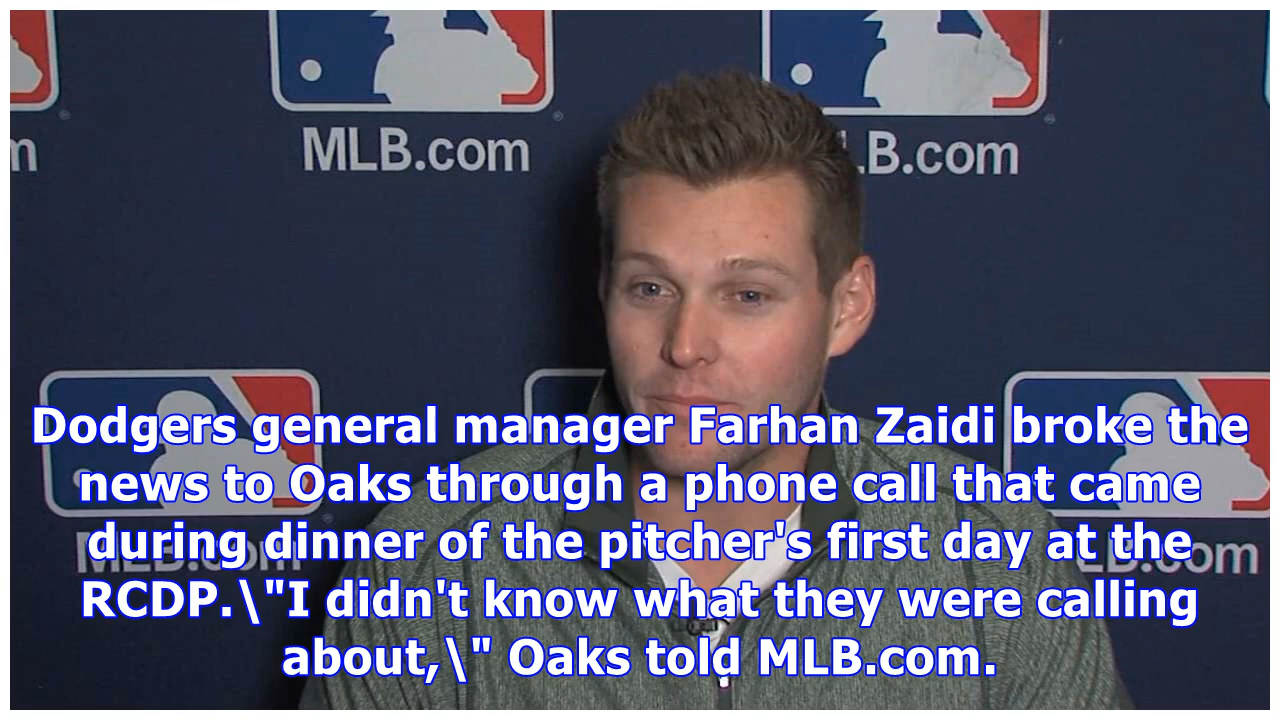 MLB.com
.B.com
m
Dodgers general manager Farhan Zaidi broke the
news to Oaks through a phone call that came
during dinner of the pitcher's first day at the
RCDP.\"I didn't know what they were calling
about,\" Oaks told MLB.com.
MLB.com
LB.com